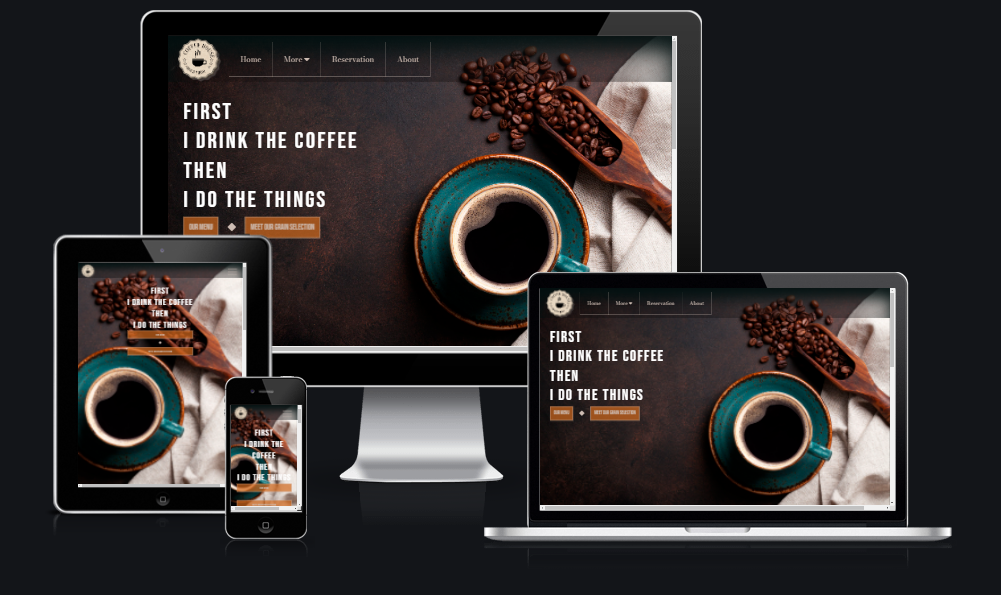 COFFEE HOUSE
Home More Reservation About
FIRST
I DRINK THE COFFEE
THEN
I DO THE THINGS
OUR MENU MEET OUR GRAIN SELECTION
FIRST
I DRINK THE COFFEE
THEN
I DO THE THINGS
FIRST
I DRINK THE
COFFEE
THEN
I DO THE THINGS
Home More Reservation About
FIRST
I DRINK THE COFFEE
THEN
I DO THE THINGS
OUR MENU MEET OUR GRAIN SELECTION